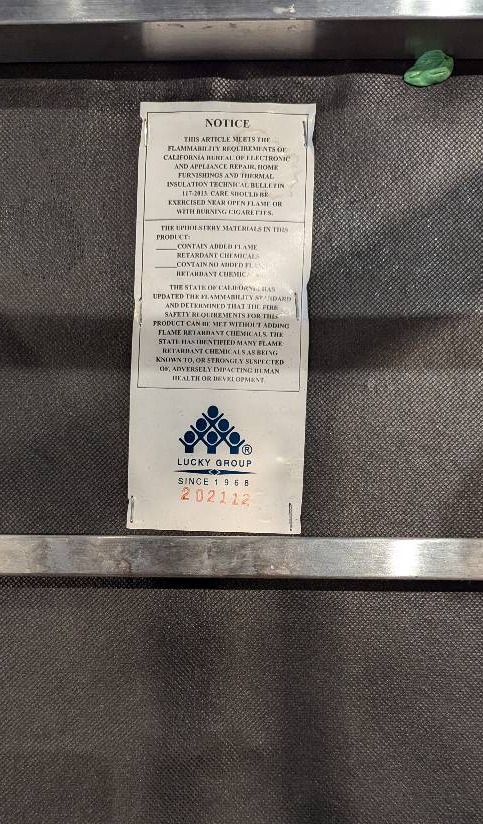 NOTICE
THIS ARTICLE MEETS THE
FLAMMABILITY REQUIREMENTS OF
CALIFORNIA BUREAU OF ELECTRONIC
AND APPLIANCE REPAIR, HOME
FURNISHINGS AND THERMAL
INSULATION TECHNICAL BULLETIN
117-2013. CARE SHOULD BE
EXERCISED NEAR OPEN FLAME OR
WITH BURNING CIGARETTES.
THE UPHOLSTERY MATERIALS IN THIS
PRODUCT:
_____CONTAIN ADDED FLAME
RETARDANT CHEMICALS
_____CONTAIN NO ADDED
RETARDANT
THE STATE OF CALIFORNIA HAS
UPDATED THE FLAMMABILITY STANDARD
AND DETERMINED THAT THE FIRE
SAFETY REQUIREMENTS FOR THIS
PRODUCT CAN BE MET WITHOUT ADDING
FLAME RETARDANT CHEMICALS. THE
STATE HAS IDENTIFIED MANY FLAME
RETARDANT CHEMICALS AS BEING
KNOWN TO, OR STRONGLY SUSPECTED
OF, ADVERSELY IMPACTING HUMAN
HEALTH OR DEVELOPMENT.
®
LUCKY GROUP
SINCE 1968
202112